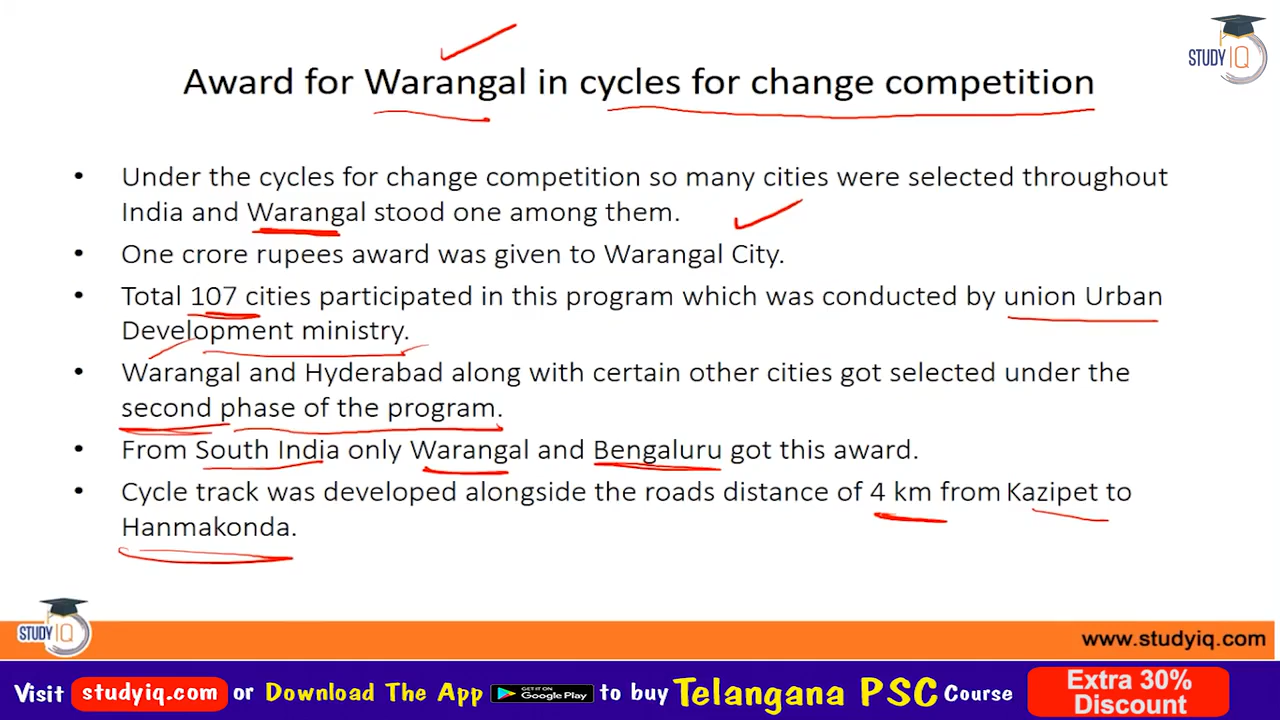 STUDY IQ
Award for Warangal in cycles for change competition
• Under the cycles for change competition so many cities were selected throughout
India and Warangal stood one among them.
• One crore rupees award was given to Warangal City.
• Total 107 cities participated in this program which was conducted by union Urban
Development ministry.
• Warangal and Hyderabad along with certain other cities got selected under the
second phase of the program.
• From South India only Warangal and Bengaluru got this award.
• Cycle track was developed alongside the roads distance of 4 km from Kazipet to
Hanmakonda.
STUDY IQ
www.studyiq.com
Visit studyiq.com or Download The App GET IT ON Google Play to buy Telangana PSC Course
Extra 30%
Discount